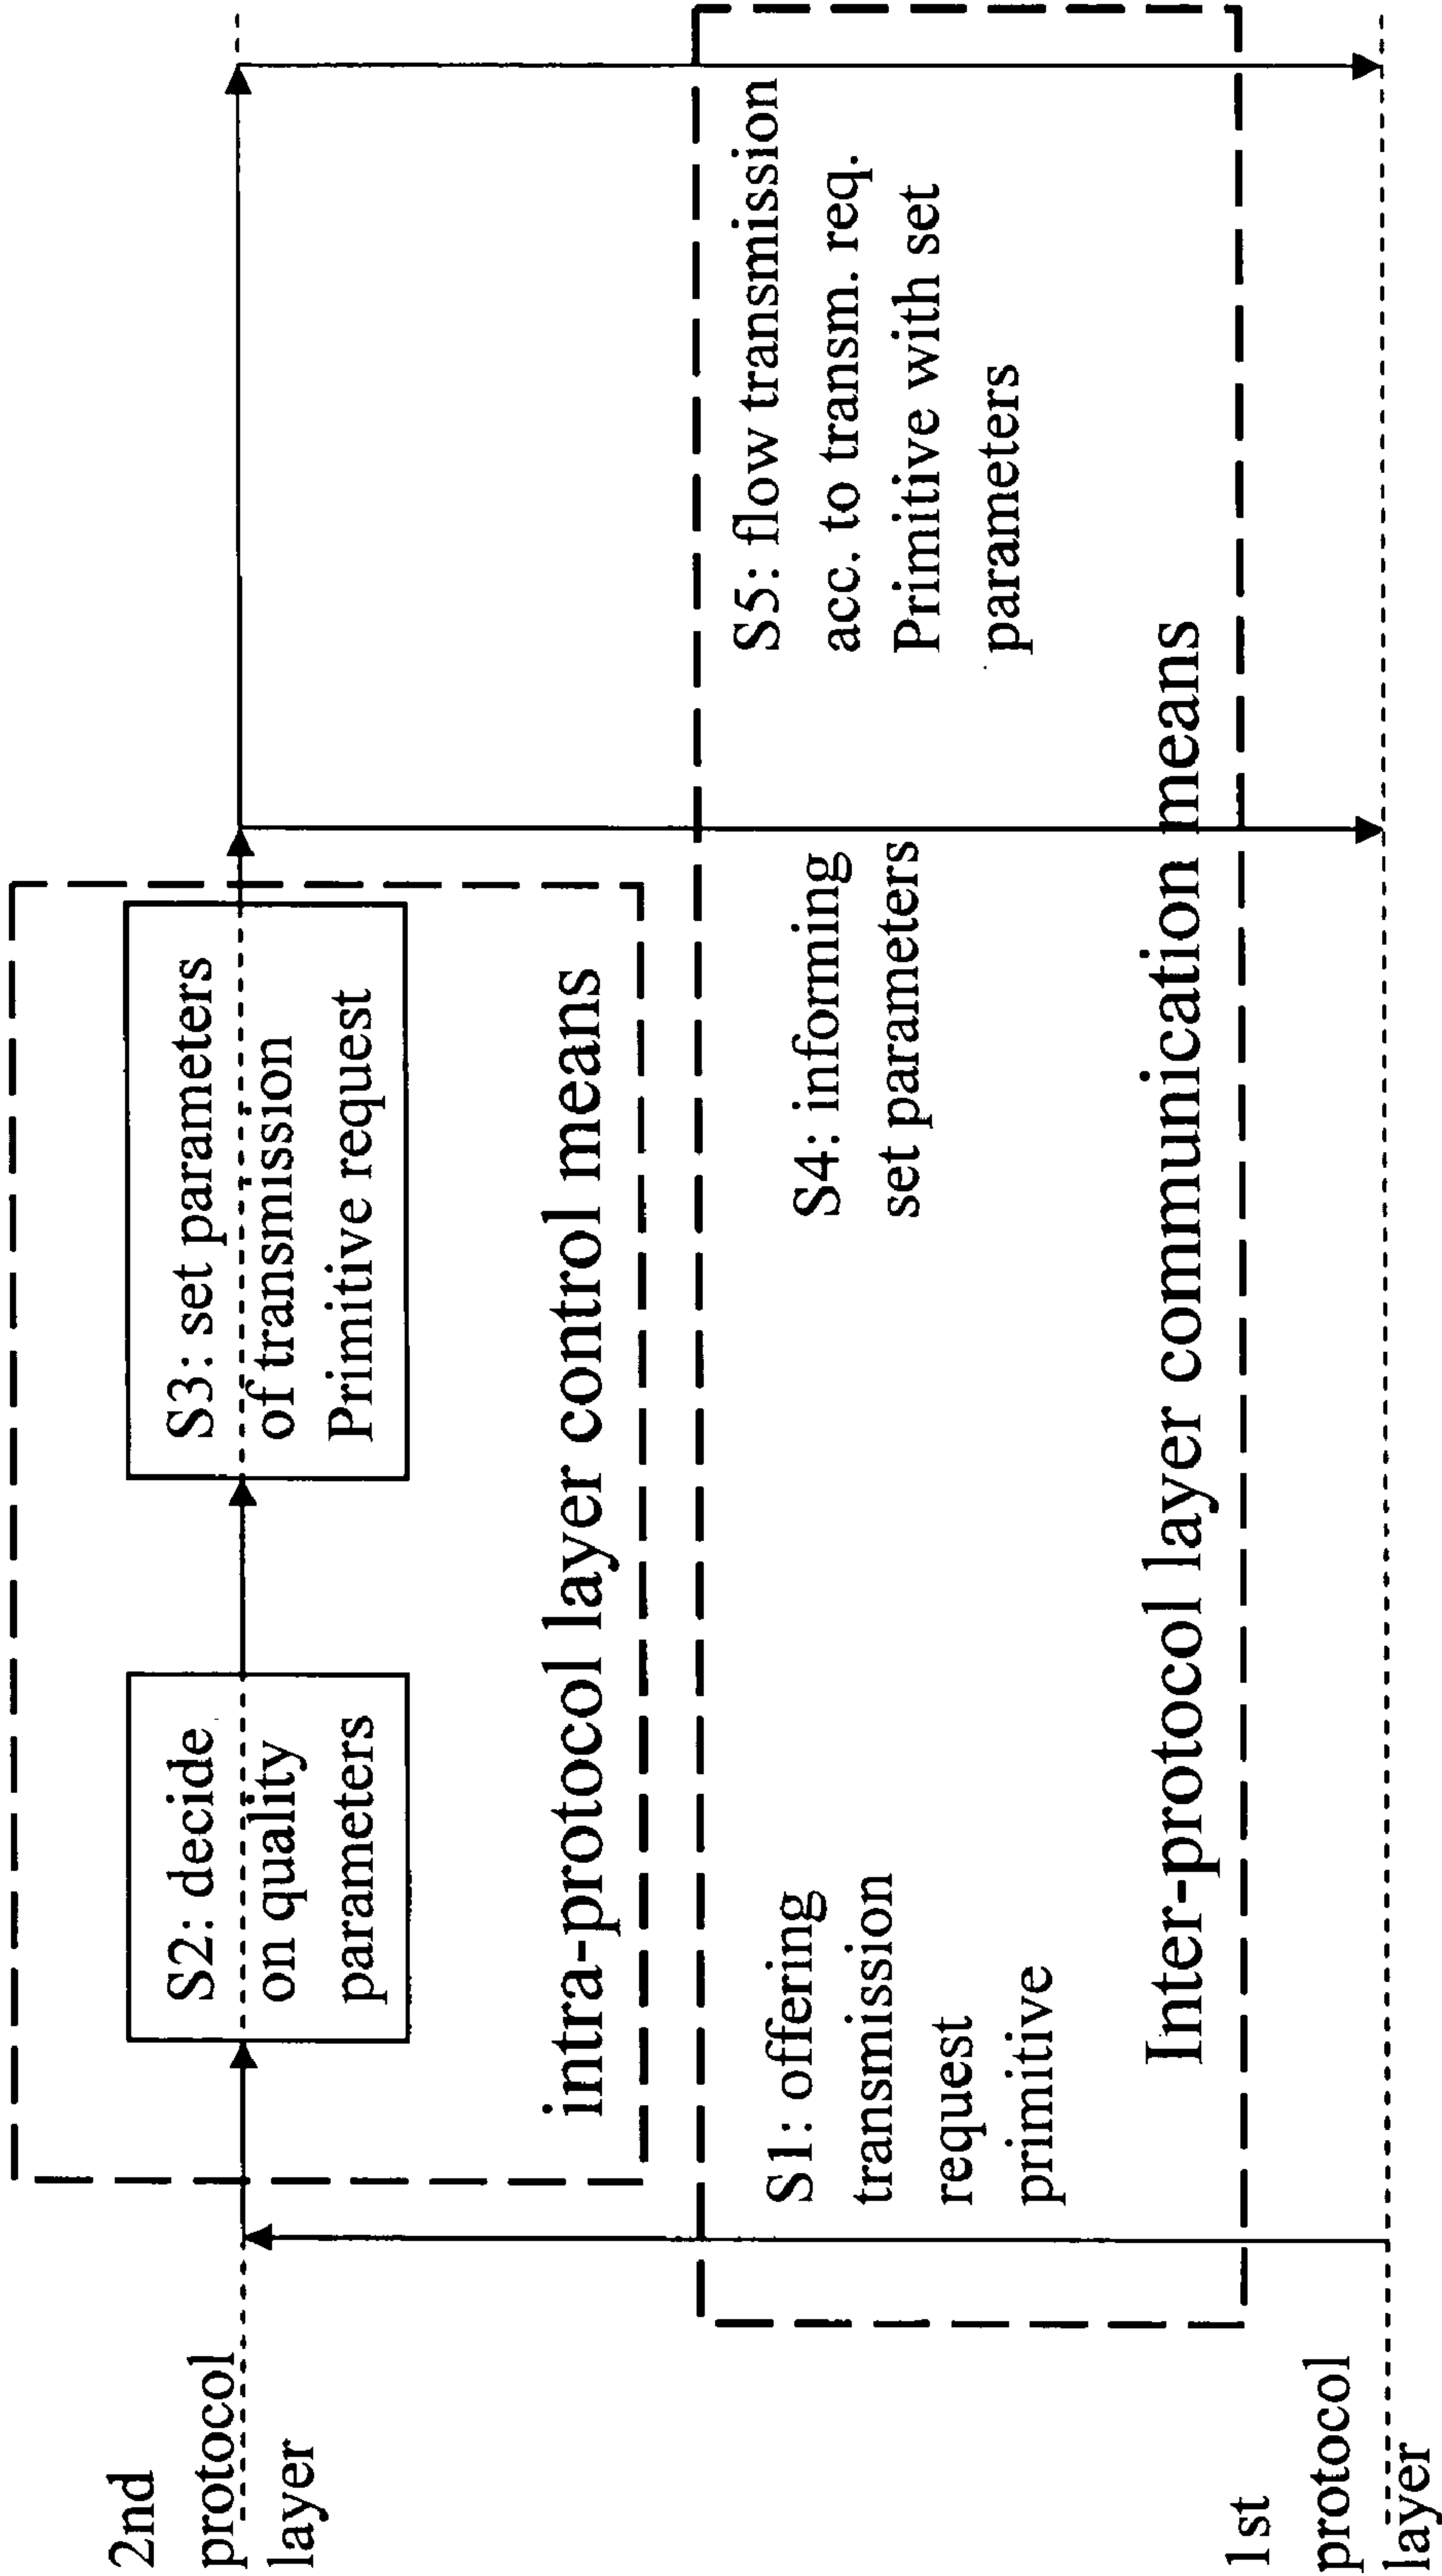 2nd
protocol
layer
S2: decide
on quality
parameters
S3: set parameters
of transmission
Primitive request
intra-protocol layer control means
S1: offering
transmission
request
primitive
S4: informing
set parameters
S5: flow transmission
acc. to transm. req.
Primitive with set
parameters
Inter-protocol layer communication means
1st
protocol
layer